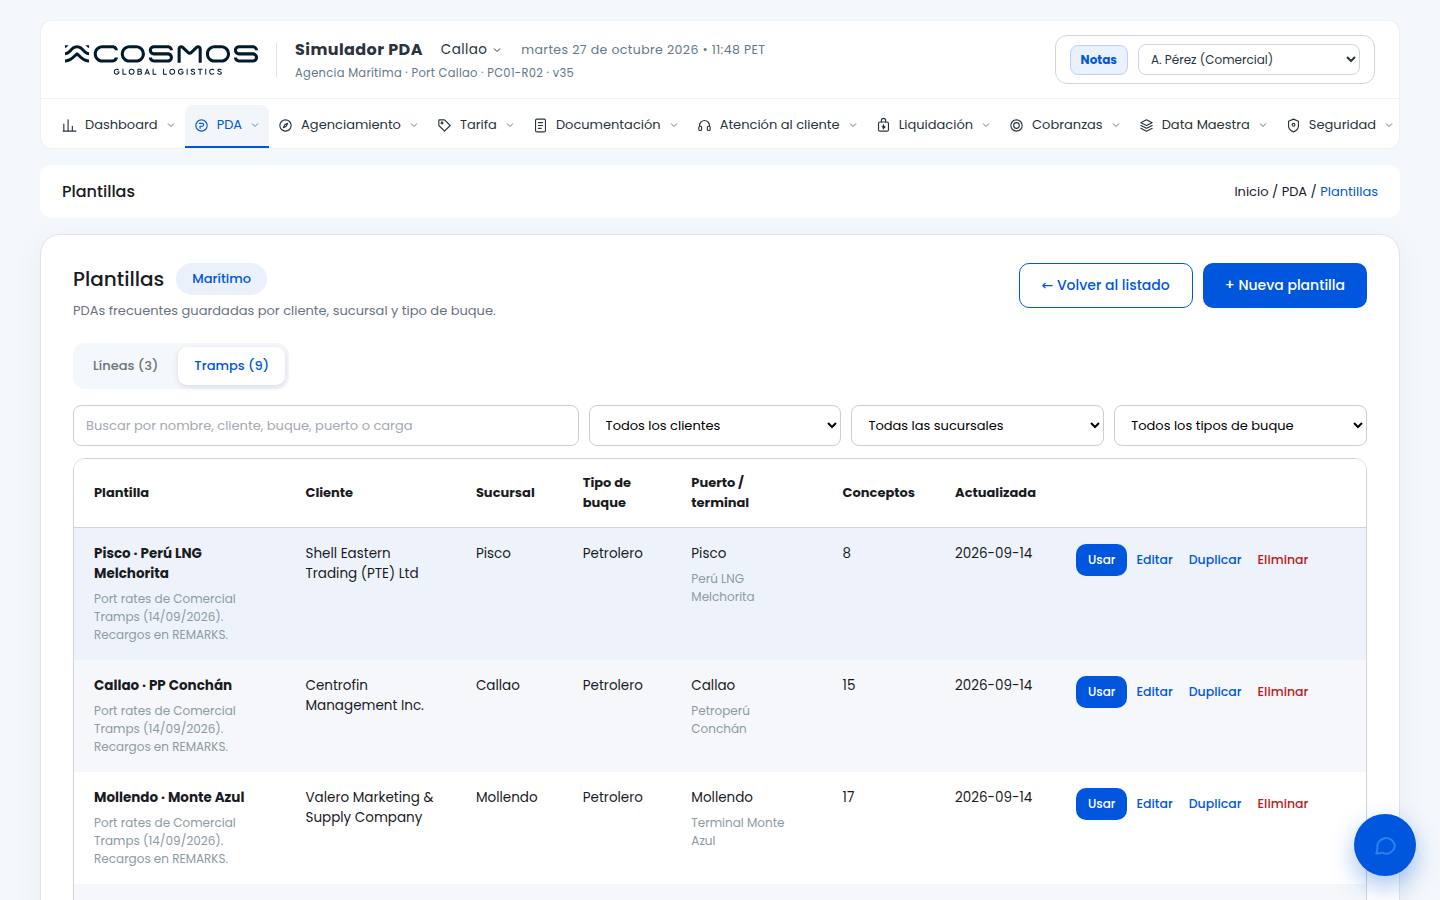 COSMOS
GLOBAL LOGISTICS
Simulador PDA Callao martes 27 de octubre 2026 • 11:48 PET
Agencia Marítima · Port Callao · PC01-R02 · v35
Notas A. Pérez (Comercial)
Dashboard PDA Agenciamiento Tarifa Documentación Atención al cliente Liquidación Cobranzas Data Maestra Seguridad
Plantillas Inicio / PDA / Plantillas
Plantillas Marítimo
← Volver al listado + Nueva plantilla
PDAs frecuentes guardadas por cliente, sucursal y tipo de buque.
Líneas (3) Tramps (9)
Buscar por nombre, cliente, buque, puerto o carga Todos los clientes Todas las sucursales Todos los tipos de buque
Plantilla Cliente Sucursal Tipo de buque Puerto / terminal Conceptos Actualizada
Pisco · Perú LNG Shell Eastern Pisco Petrolero Pisco 8 2026-09-14 Usar Editar Duplicar Eliminar
Melchorita Trading (PTE) Ltd
Port rates de Comercial Perú LNG
Tramps (14/09/2026). Melchorita
Recargos en REMARKS.
Callao · PP Conchán Centrofin Callao Petrolero Callao 15 2026-09-14 Usar Editar Duplicar Eliminar
Management Inc.
Port rates de Comercial Petroperú
Tramps (14/09/2026). Conchán
Recargos en REMARKS.
Mollendo · Monte Azul Valero Marketing & Mollendo Petrolero Mollendo 17 2026-09-14 Usar Editar Duplicar Eliminar
Supply Company
Port rates de Comercial Terminal Monte
Tramps (14/09/2026). Azul
Recargos en REMARKS.